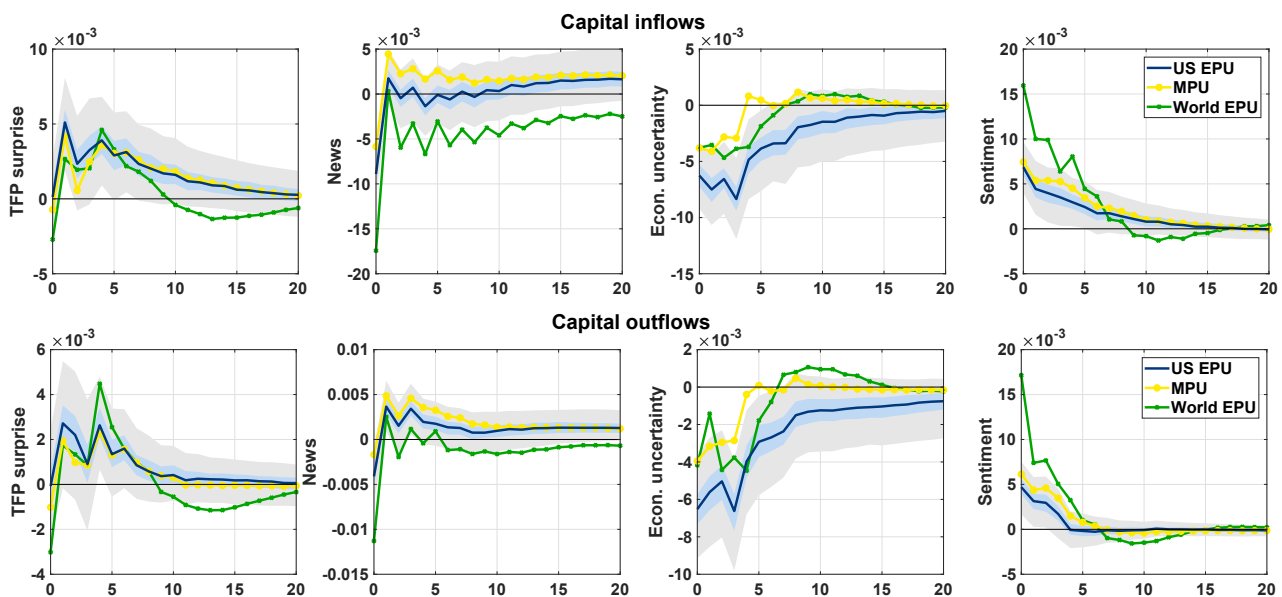 Capital inflows
×10⁻³
TFP surprise
10
5
0
-5
0 5 10 15 20
×10⁻³
News
5
0
-5
-10
-15
-20
0 5 10 15 20
×10⁻³
Econ. uncertainty
5
0
-5
-10
-15
0 5 10 15 20
×10⁻³
Sentiment
20
15
10
5
0
-5
0 5 10 15 20
US EPU
MPU
World EPU
Capital outflows
×10⁻³
TFP surprise
6
4
2
0
-2
-4
0 5 10 15 20
News
0.01
0.005
0
-0.005
-0.01
-0.015
0 5 10 15 20
×10⁻³
Econ. uncertainty
2
0
-2
-4
-6
-8
-10
0 5 10 15 20
×10⁻³
Sentiment
20
15
10
5
0
-5
0 5 10 15 20
US EPU
MPU
World EPU